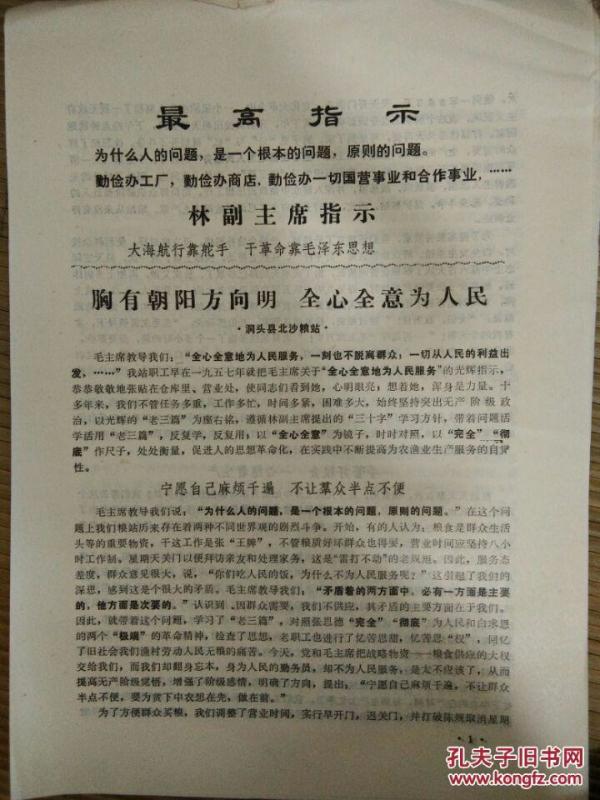 最高指示
为什么人的问题，是一个根本的问题，原则的问题。
勤俭办工厂，勤俭办商店，勤俭办一切国营事业和合作事业，……
林副主席指示
大海航行靠舵手 干革命靠毛泽东思想
胸有朝阳方向明 全心全意为人民
·洞头县北沙粮站·
毛主席教导我们：“全心全意地为人民服务，一刻也不脱离群众；一切从人民的利益出
发，……”我站职工早在一九五七年就把毛主席关于“全心全意地为人民服务”的光辉指示，
恭恭敬敬地张贴在仓库里、营业处，使同志们看到她，心明眼亮；想着她，浑身是力量。十
多年来，我们不管任务多重，工作多忙，时间多紧，困难多大，始终坚持突出无产阶级政
治，以光辉的“老三篇”为座右铭，遵循林副主席提出的“三十字”学习方针，带着问题活学
活用“老三篇”，反复学，反复用；以“全心全意”为镜子，时时对照，以“完全”“彻
底”作尺子，处处衡量，促进人的思想革命化，在实践中不断提高为农渔业生产服务的自觉
性。
宁愿自己麻烦千遍 不让羣众半点不便
毛主席教导我们说：“为什么人的问题，是一个根本的问题，原则的问题。”在这个问
题上我们粮站历来存在着两种不同世界观的剧烈斗争。开始，有的人认为：粮食是群众生活
头等的重要物资，干这工作是张“王牌”，不管粮质好坏群众也得要，营业时间应坚持八小
时工作制。星期天关门以便拜访亲友和处理家务，这是“雷打不动”的老规矩。因此，服务态
度差，群众意见很大，说，“你们吃人民的饭，为什么不为人民服务呢？”这引起了我们的
深思，感到这是个很大的矛盾。毛主席教导我们：“矛盾着的两方面中，必有一方面是主要
的，他方面是次要的。”认识到、因群众需要，我们不供应，其矛盾的主要方面在于我们。
因此，就带着这个问题，学习了“老三篇”，对照张思德“完全”“彻底”为人民和白求恩
的两个“极端”的革命精神，检查了思想，老职工也进行了忆苦思甜，忆苦思“权”，回忆
了旧社会我们渔村劳动人民无粮的痛苦。今天，党和毛主席把战略物资——粮食供应的大权
交给我们，而我们却翻身忘本，身为人民的勤务员，却不为人民服务，是太不应该了，从而
提高无产阶级觉悟，增强了阶级感情，明确了方向，提出：“宁愿自己麻烦千遍，不让群众
半点不便，要为贫下中农想在先，做在前。”
为了方便群众买粮，我们调整了营业时间，实行早开门，迟关门，并打破陈规取消星期
·1·
孔夫子旧书网
www.kongfz.com